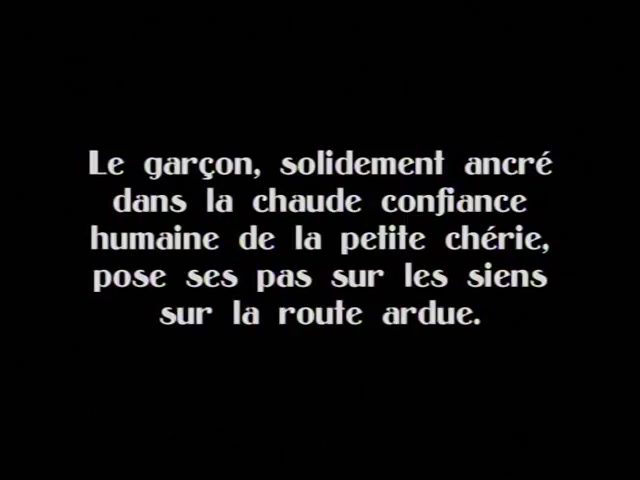 Le garçon, solidement ancré
dans la chaude confiance
humaine de la petite chérie,
pose ses pas sur les siens
sur la route ardue.